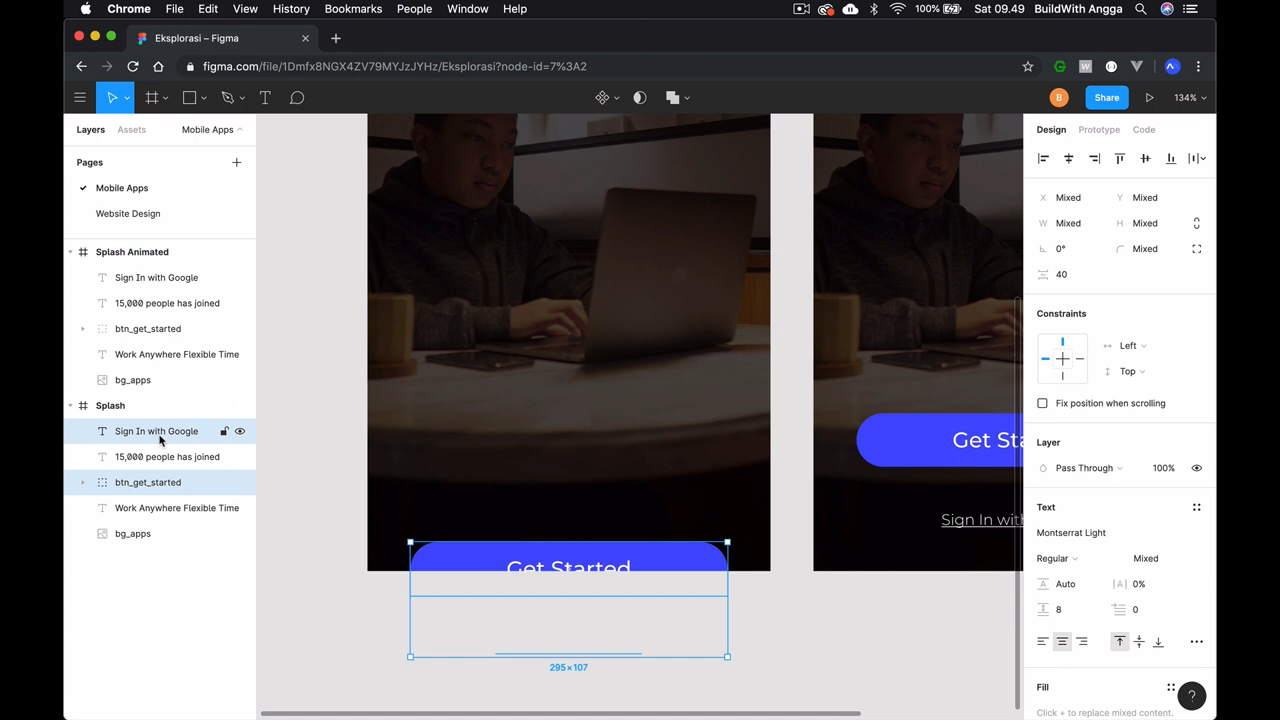 Chrome File Edit View History Bookmarks People Window Help 100% Sat 09.49 BuildWith Angga
Eksplorasi – Figma
figma.com/file/1Dmfx8NGX4ZV79MYJzJYHz/Eksplorasi?node-id=7%3A2
B Share 134%
Layers Assets Mobile Apps
Design Prototype Code
Pages
Mobile Apps
Website Design
X Mixed Y Mixed
W Mixed H Mixed
0° Mixed
40
Splash Animated
Sign In with Google
15,000 people has joined
btn_get_started
Work Anywhere Flexible Time
bg_apps
Splash
Sign In with Google
15,000 people has joined
btn_get_started
Work Anywhere Flexible Time
bg_apps
Get Started
295×107
Get Sta
Sign In with
Constraints
Left
Top
Fix position when scrolling
Layer
Pass Through 100%
Text
Montserrat Light
Regular Mixed
Auto 0%
8 0
Fill
Click + to replace mixed content.
?